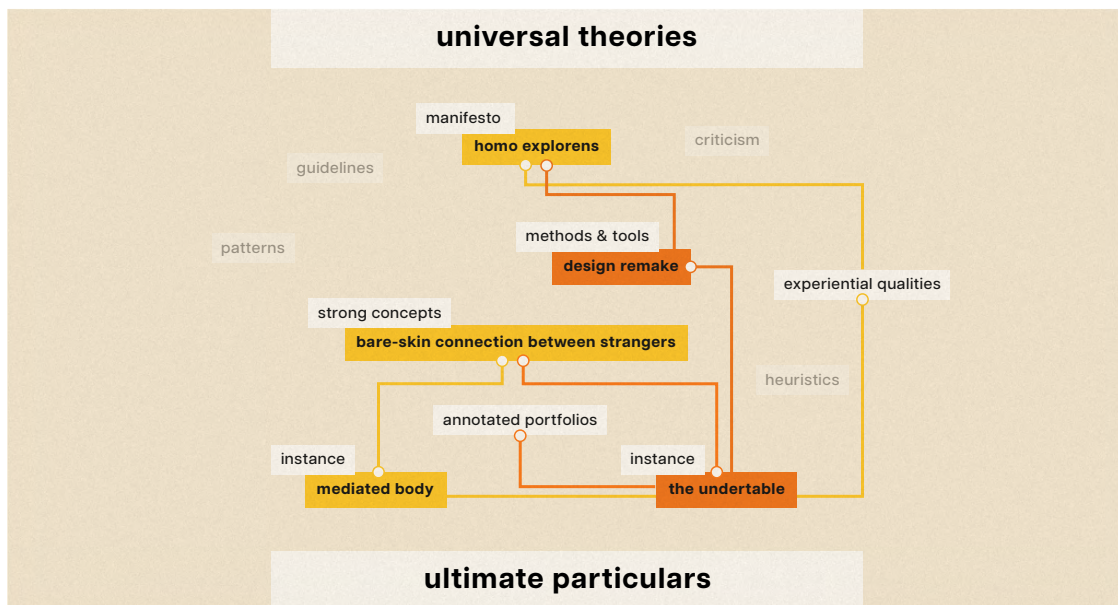 universal theories
manifesto
homo explorens
criticism
guidelines
methods & tools
patterns
design remake
experiential qualities
strong concepts
bare-skin connection between strangers
heuristics
annotated portfolios
instance
instance
mediated body
the undertable
ultimate particulars